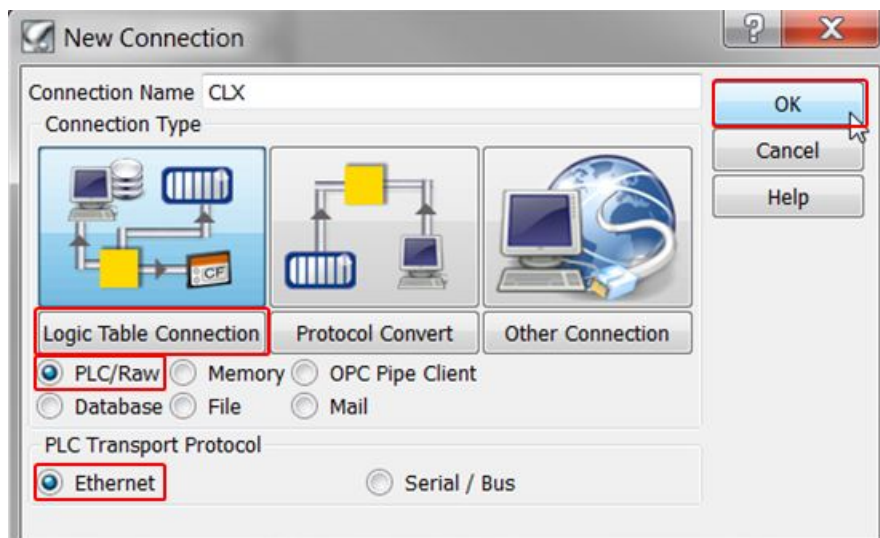 New Connection
?
X
Connection Name CLX
OK
Connection Type
Cancel
Help
CF
Logic Table Connection Protocol Convert Other Connection
PLC/Raw Memory OPC Pipe Client
Database File Mail
PLC Transport Protocol
Ethernet Serial / Bus